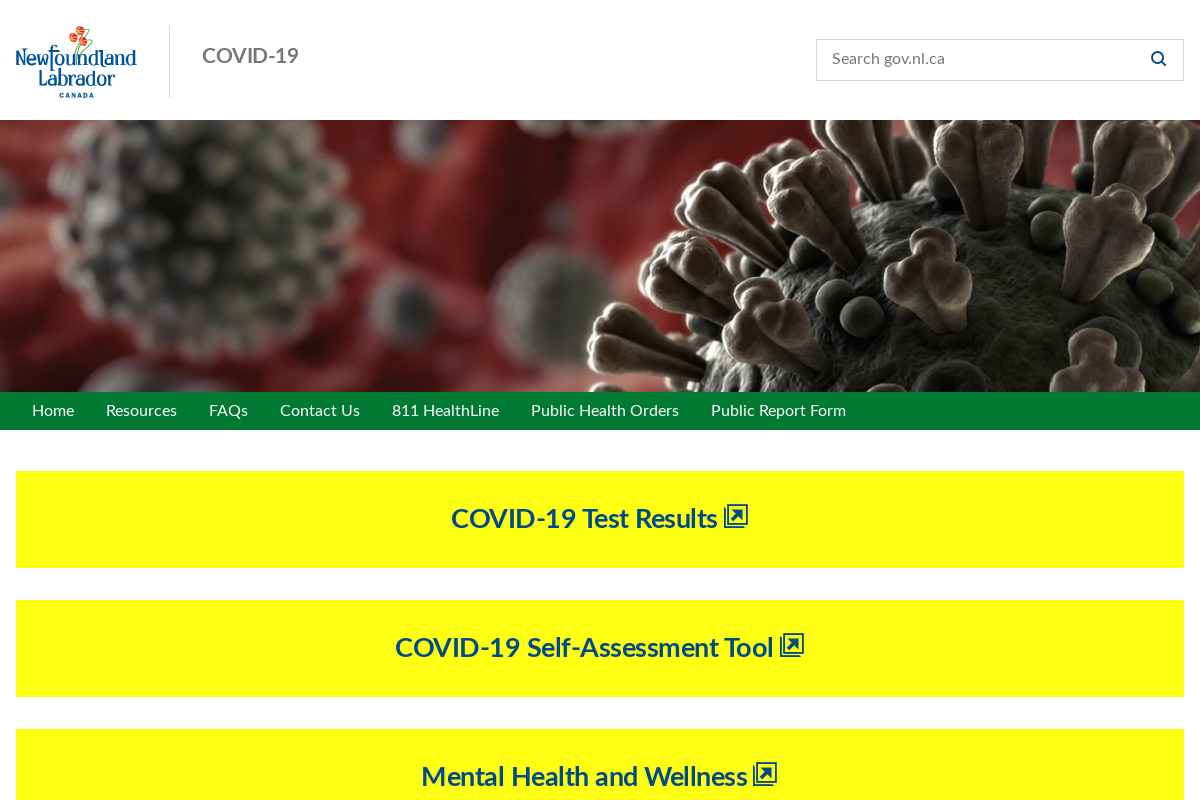 Newfoundland
Labrador
CANADA
COVID-19
Search gov.nl.ca
Home Resources FAQs Contact Us 811 HealthLine Public Health Orders Public Report Form
COVID-19 Test Results
COVID-19 Self-Assessment Tool
Mental Health and Wellness